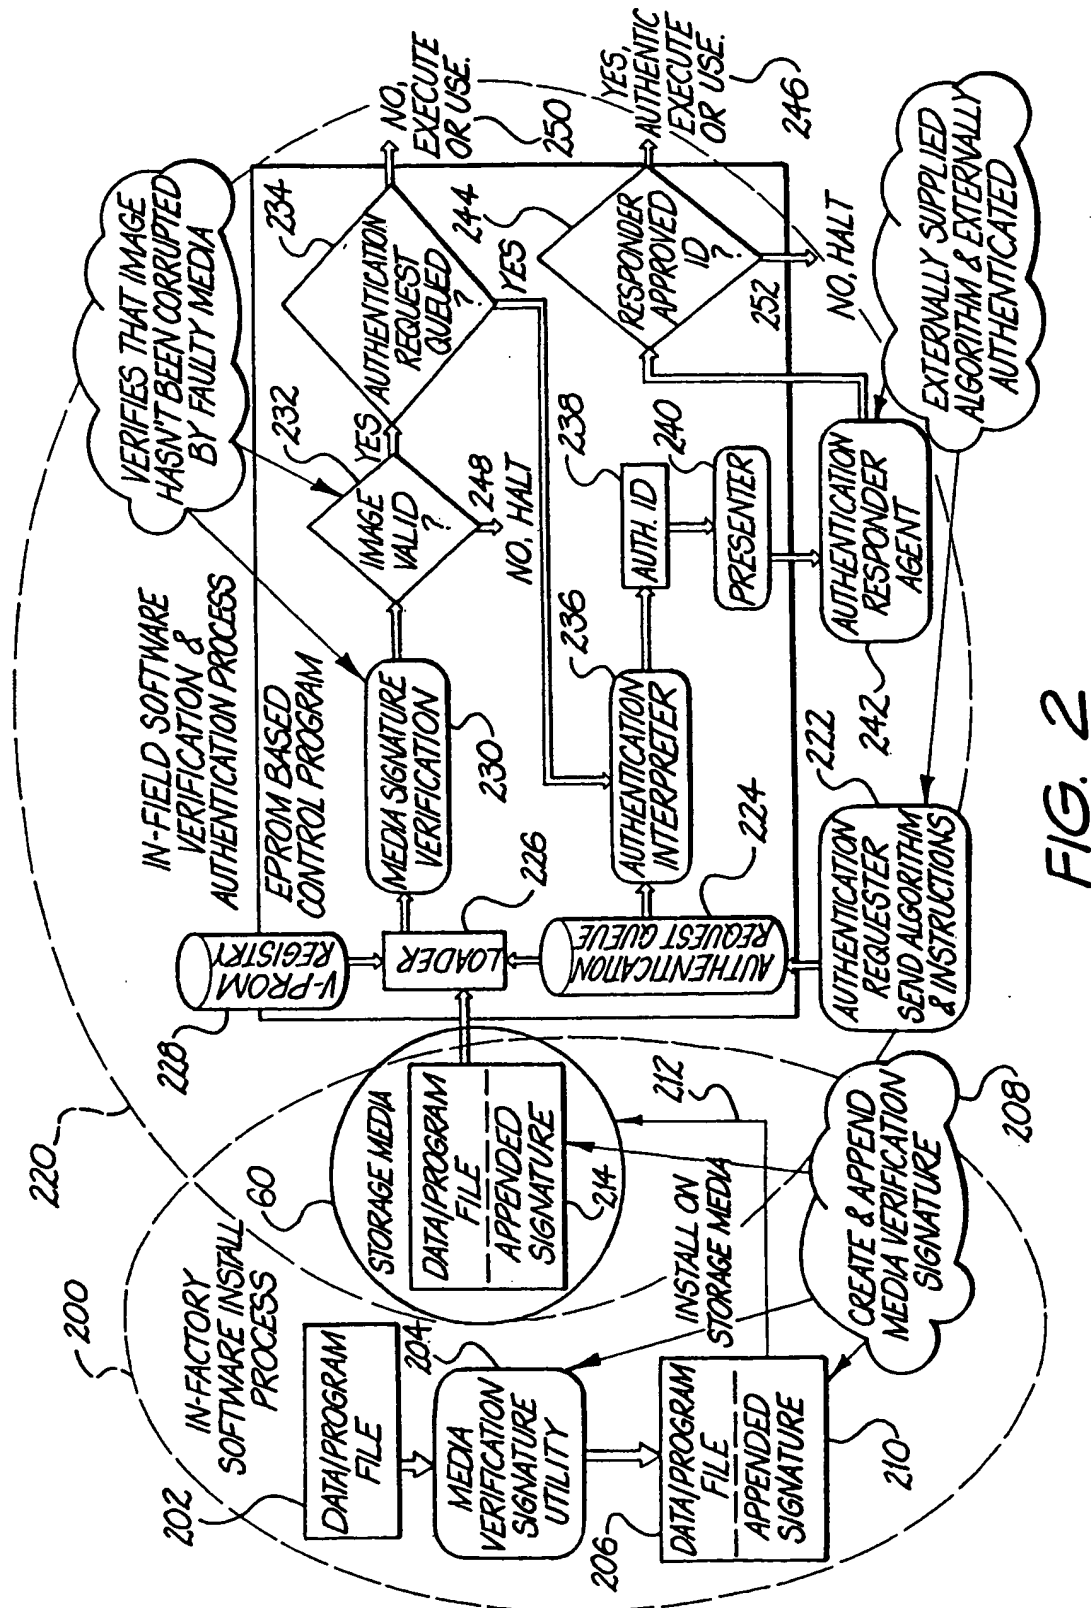 200
IN-FACTORY
SOFTWARE INSTALL
PROCESS
202
DATA/PROGRAM
FILE
204
MEDIA
VERIFICATION
SIGNATURE
UTILITY
206
DATA/PROGRAM
FILE
APPENDED
SIGNATURE
210
INSTALL ON
STORAGE MEDIA
212
CREATE & APPEND
MEDIA VERIFICATION
SIGNATURE
208
60
STORAGE MEDIA
DATA/PROGRAM
FILE
APPENDED
SIGNATURE
214
220
IN-FIELD SOFTWARE
VERIFICATION &
AUTHENTICATION PROCESS
EPROM BASED
CONTROL PROGRAM
228
V-PROM
REGISTRY
LOADER
226
AUTHENTICATION
REQUEST QUEUE
224
AUTHENTICATION
REQUESTER
SEND ALGORITHM
& INSTRUCTIONS
222
MEDIA SIGNATURE
VERIFICATION
230
VERIFIES THAT IMAGE
HASN'T BEEN CORRUPTED
BY FAULTY MEDIA
IMAGE
VALID
?
232
YES
248
NO, HALT
AUTHENTICATION
REQUEST
QUEUED
?
234
YES
NO,
EXECUTE
OR USE.
250
AUTHENTICATION
INTERPRETER
236
AUTH. ID
238
PRESENTER
240
AUTHENTICATION
RESPONDER
AGENT
242
RESPONDER
APPROVED
ID
?
244
YES,
AUTHENTIC
/EXECUTE
OR USE.
246
252
NO, HALT
EXTERNALLY SUPPLIED
ALGORITHM & EXTERNALLY
AUTHENTICATED
FIG. 2